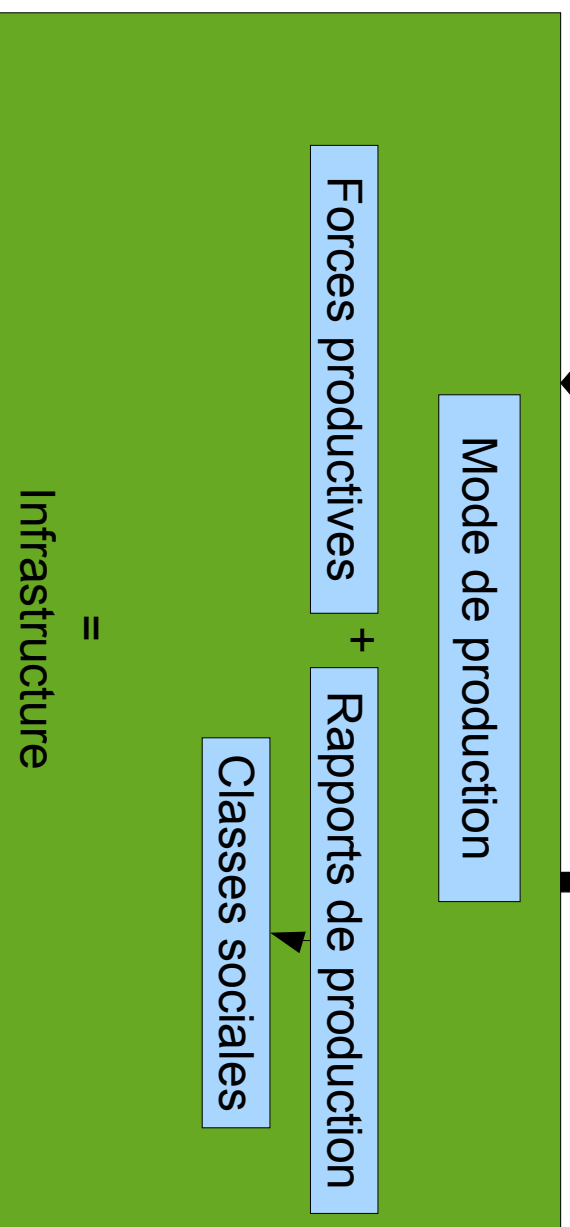 Mode de production
Forces productives + Rapports de production
Classes sociales
=
Infrastructure